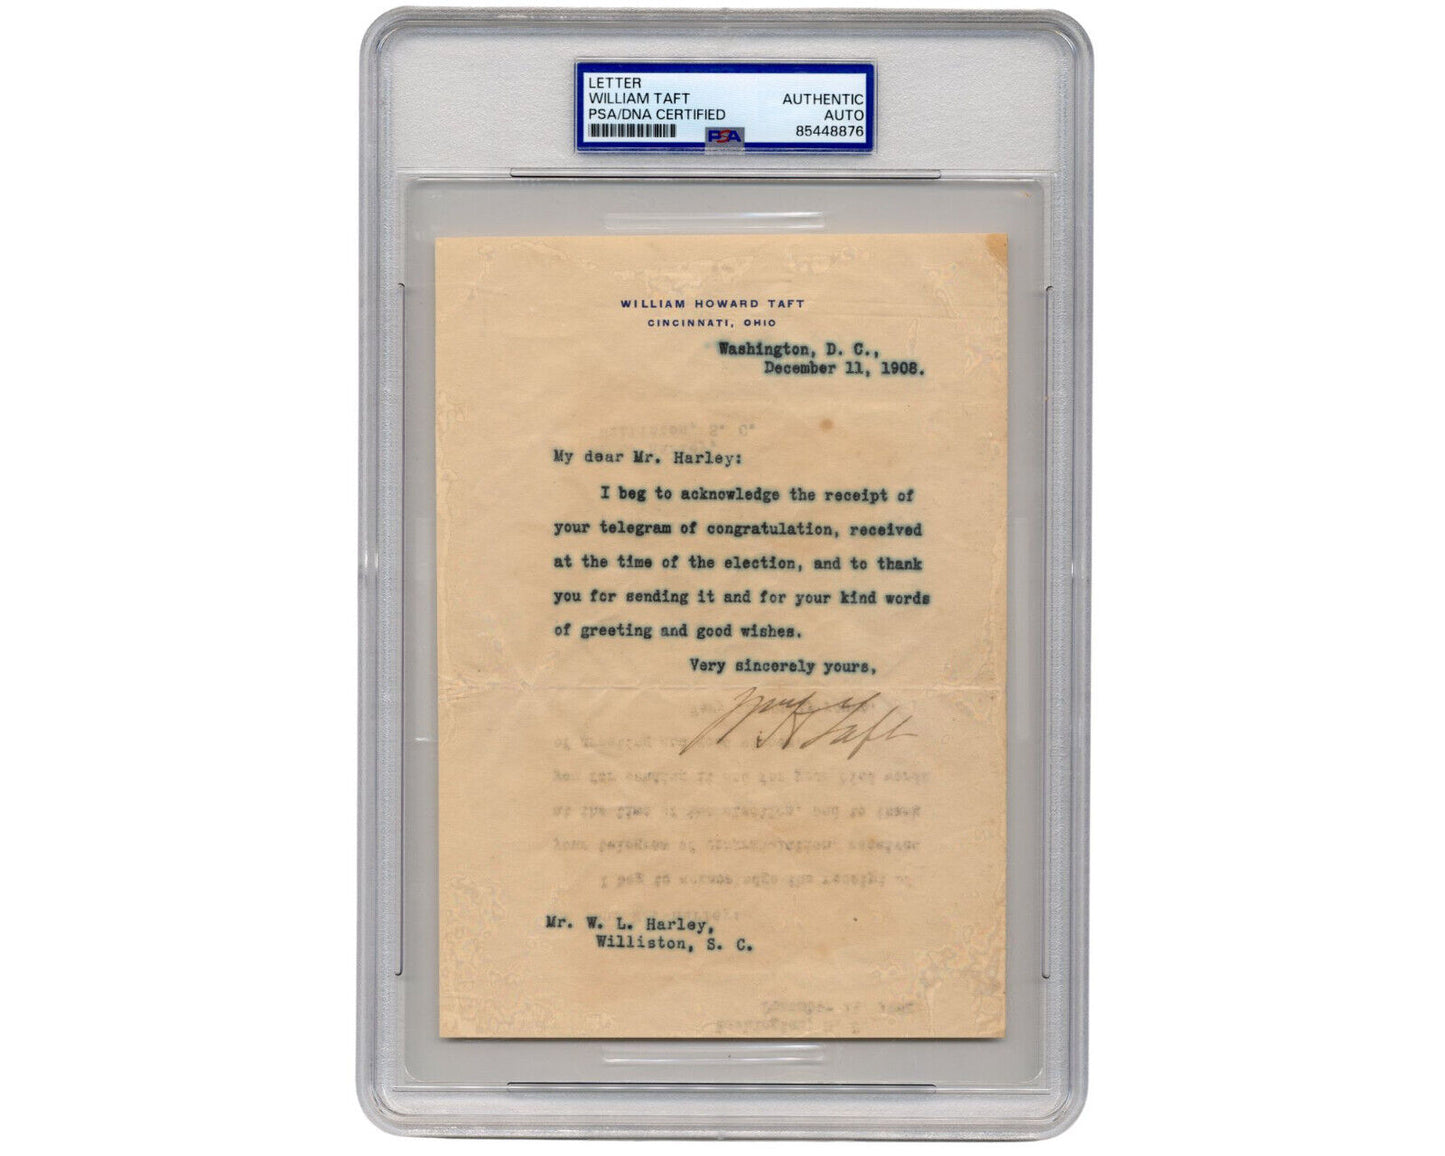 LETTER
WILLIAM TAFT
PSA/DNA CERTIFIED
AUTHENTIC
AUTO
85448876
PSA
WILLIAM HOWARD TAFT
CINCINNATI, OHIO
Washington, D. C.,
December 11, 1908.
My dear Mr. Harley:
I beg to acknowledge the receipt of
your telegram of congratulation, received
at the time of the election, and to thank
you for sending it and for your kind words
of greeting and good wishes.
Very sincerely yours,
Wm H Taft
Mr. W. L. Harley,
Williston, S. C.